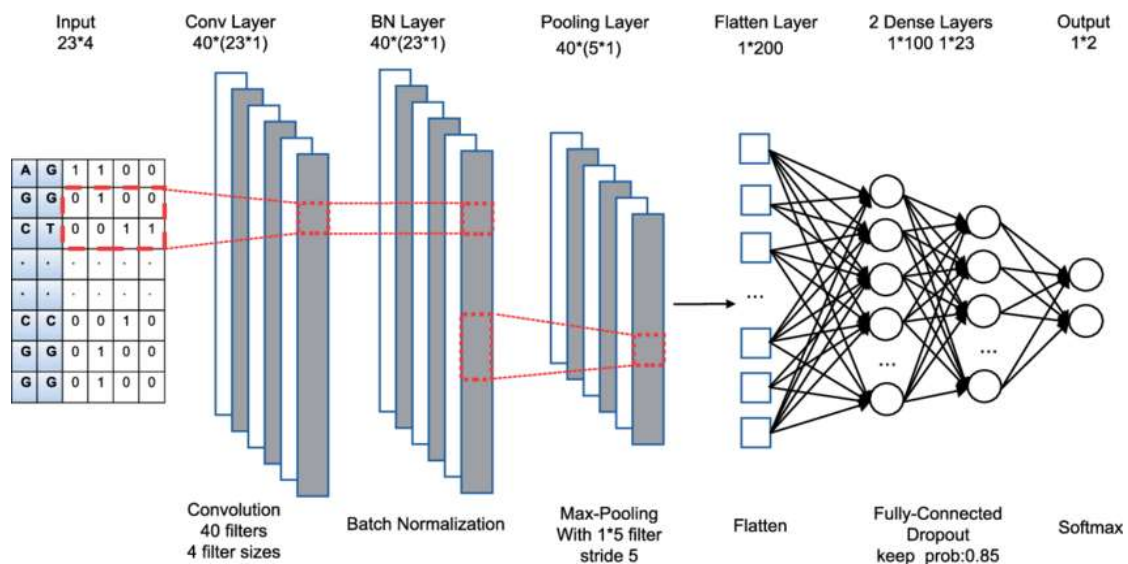 Input
23*4
Conv Layer
40*(23*1)
BN Layer
40*(23*1)
Pooling Layer
40*(5*1)
Flatten Layer
1*200
2 Dense Layers
1*100 1*23
Output
1*2
A G 1 1 0 0
G G 0 1 0 0
C T 0 0 1 1
. . . . . .
. . . . . .
C C 0 0 1 0
G G 0 1 0 0
G G 0 1 0 0
...
...
...
Convolution
40 filters
4 filter sizes
Batch Normalization
Max-Pooling
With 1*5 filter
stride 5
Flatten
Fully-Connected
Dropout
keep_prob:0.85
Softmax